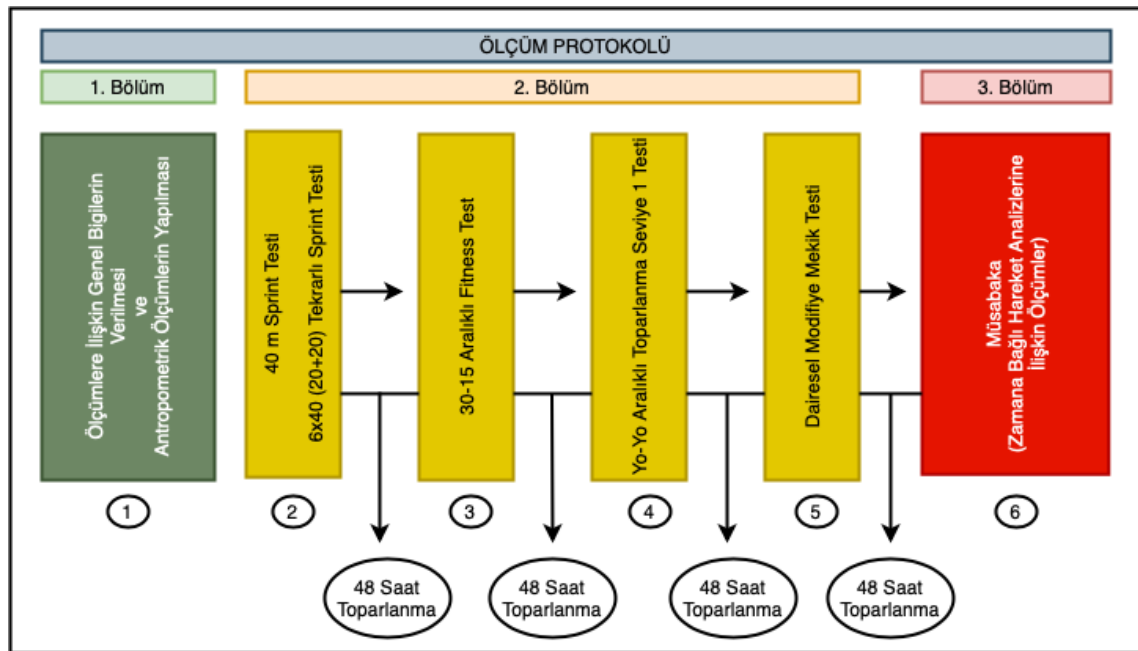 ÖLÇÜM PROTOKOLÜ
1. Bölüm
2. Bölüm
3. Bölüm
Ölçümlere İlişkin Genel Bigilerin
Verilmesi
ve
Antropometrik Ölçümlerin Yapılması
40 m Sprint Testi
6x40 (20+20) Tekrarlı Sprint Testi
30-15 Aralıklı Fitness Test
Yo-Yo Aralıklı Toparlanma Seviye 1 Testi
Dairesel Modifiye Mekik Testi
Müsabaka
(Zamana Bağlı Hareket Analizlerine
İlişkin Ölçümler)
1
2
3
4
5
6
48 Saat
Toparlanma
48 Saat
Toparlanma
48 Saat
Toparlanma
48 Saat
Toparlanma